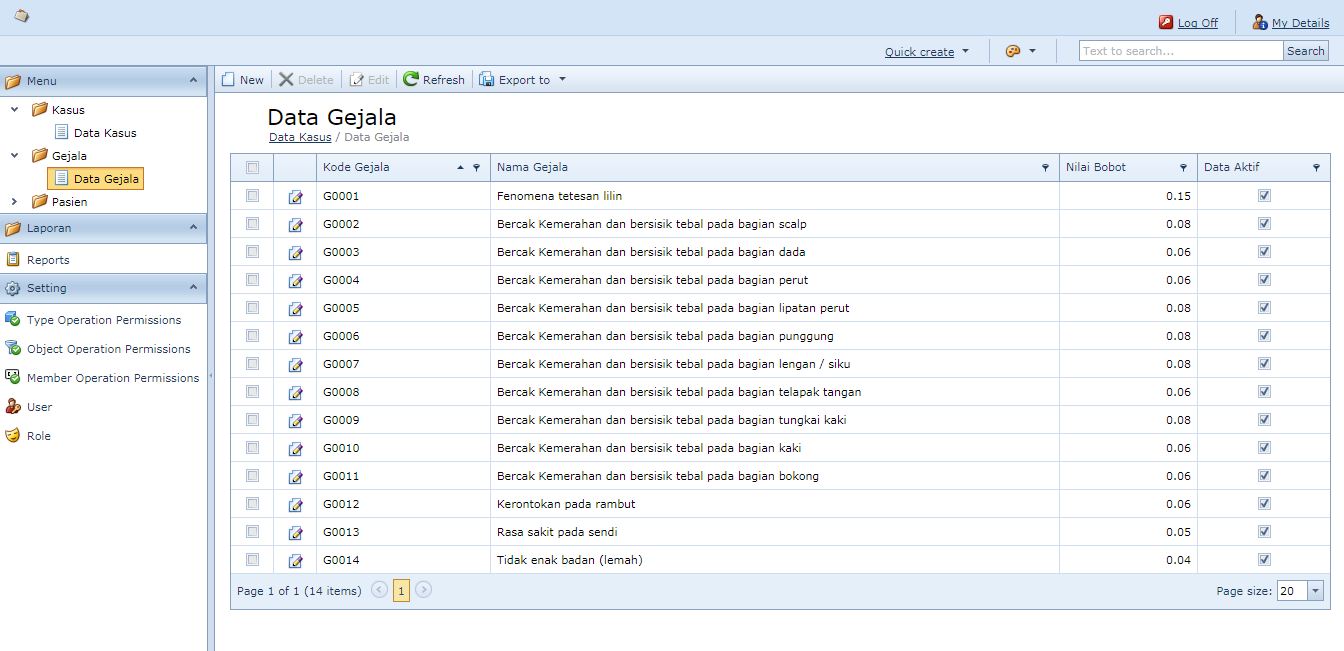 Log Off
My Details
Quick create
Text to search...
Search
Menu
Kasus
Data Kasus
Gejala
Data Gejala
Pasien
Laporan
Reports
Setting
Type Operation Permissions
Object Operation Permissions
Member Operation Permissions
User
Role
New Delete Edit Refresh Export to
Data Gejala
Data Kasus / Data Gejala
Kode Gejala Nama Gejala Nilai Bobot Data Aktif
G0001 Fenomena tetesan lilin 0.15
G0002 Bercak Kemerahan dan bersisik tebal pada bagian scalp 0.08
G0003 Bercak Kemerahan dan bersisik tebal pada bagian dada 0.06
G0004 Bercak Kemerahan dan bersisik tebal pada bagian perut 0.06
G0005 Bercak Kemerahan dan bersisik tebal pada bagian lipatan perut 0.08
G0006 Bercak Kemerahan dan bersisik tebal pada bagian punggung 0.08
G0007 Bercak Kemerahan dan bersisik tebal pada bagian lengan / siku 0.08
G0008 Bercak Kemerahan dan bersisik tebal pada bagian telapak tangan 0.06
G0009 Bercak Kemerahan dan bersisik tebal pada bagian tungkai kaki 0.08
G0010 Bercak Kemerahan dan bersisik tebal pada bagian kaki 0.06
G0011 Bercak Kemerahan dan bersisik tebal pada bagian bokong 0.06
G0012 Kerontokan pada rambut 0.06
G0013 Rasa sakit pada sendi 0.05
G0014 Tidak enak badan (lemah) 0.04
Page 1 of 1 (14 items) 1 Page size: 20